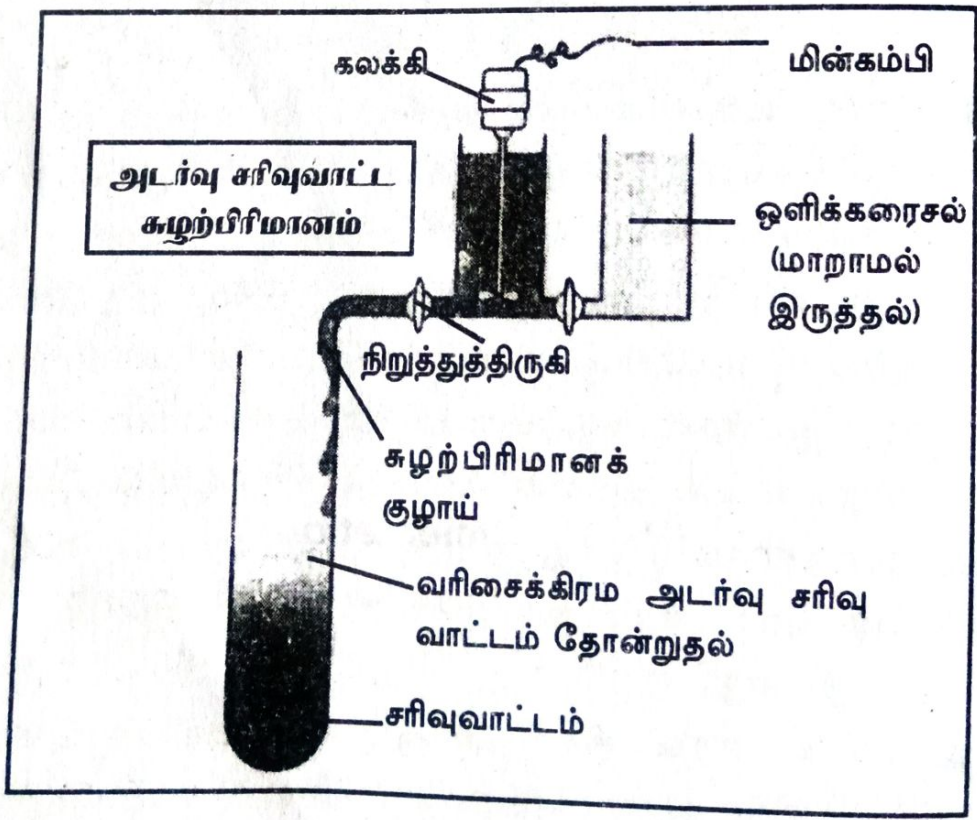 கலக்கி
மின்கம்பி
அடர்வு சரிவுவாட்ட
சுழற்பிரிமானம்
ஒளிக்கரைசல்
(மாறாமல்
இருத்தல்)
நிறுத்துத்திருகி
சுழற்பிரிமானக்
குழாய்
வரிசைக்கிரம அடர்வு சரிவு
வாட்டம் தோன்றுதல்
சரிவுவாட்டம்